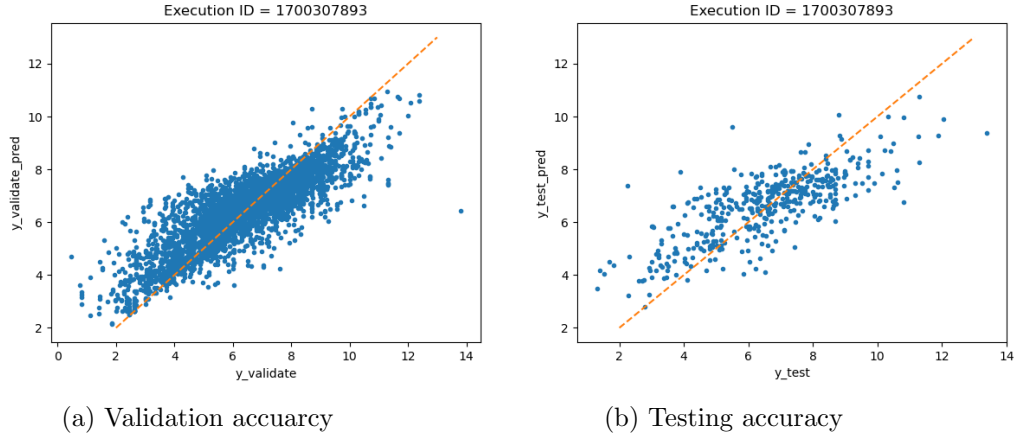 Execution ID = 1700307893
12
10
8
6
4
2
y_validate_pred
0 2 4 6 8 10 12 14
y_validate
(a) Validation accuarcy
Execution ID = 1700307893
12
10
8
6
4
2
y_test_pred
2 4 6 8 10 12 14
y_test
(b) Testing accuracy